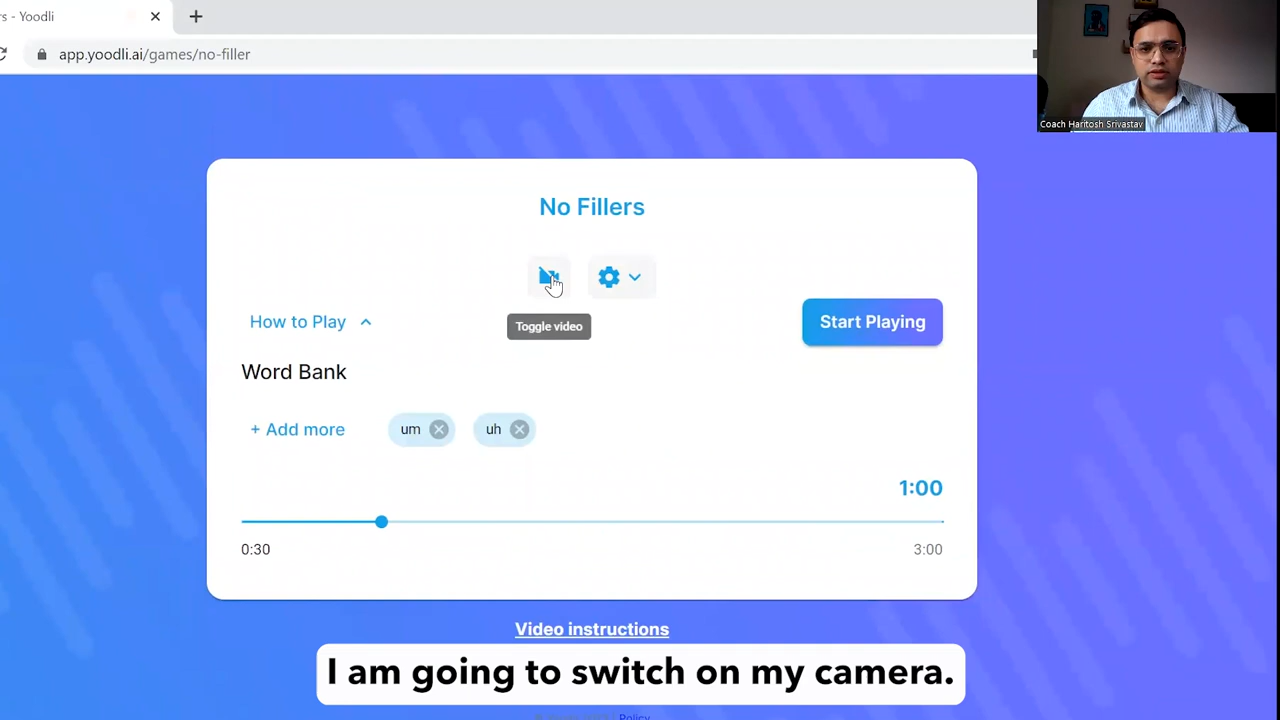 rs - Yoodli
app.yoodli.ai/games/no-filler
Coach Haritosh Srivastav
No Fillers
How to Play
Toggle video
Start Playing
Word Bank
+ Add more
um
uh
1:00
0:30
3:00
Video instructions
I am going to switch on my camera.
Policy